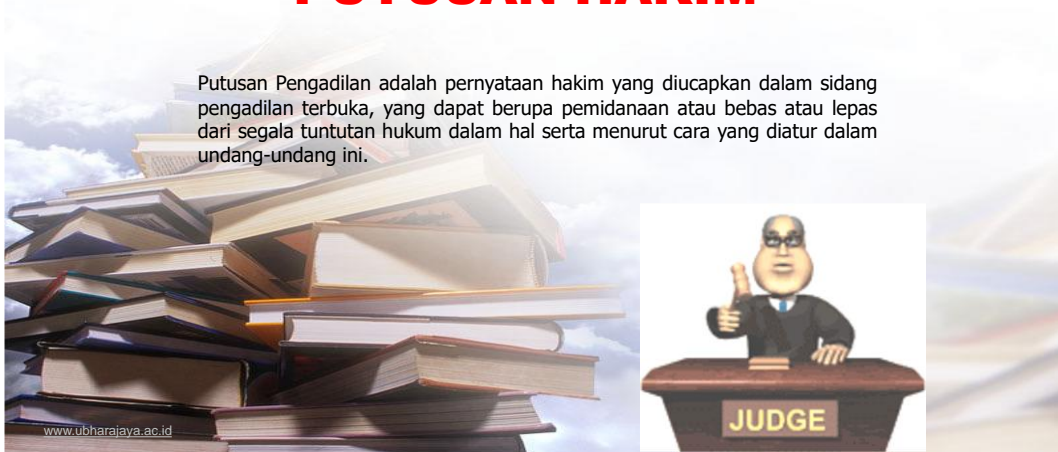 PUTUSAN HAKIM
Putusan Pengadilan adalah pernyataan hakim yang diucapkan dalam sidang
pengadilan terbuka, yang dapat berupa pemidanaan atau bebas atau lepas
dari segala tuntutan hukum dalam hal serta menurut cara yang diatur dalam
undang-undang ini.
JUDGE
www.ubharajaya.ac.id